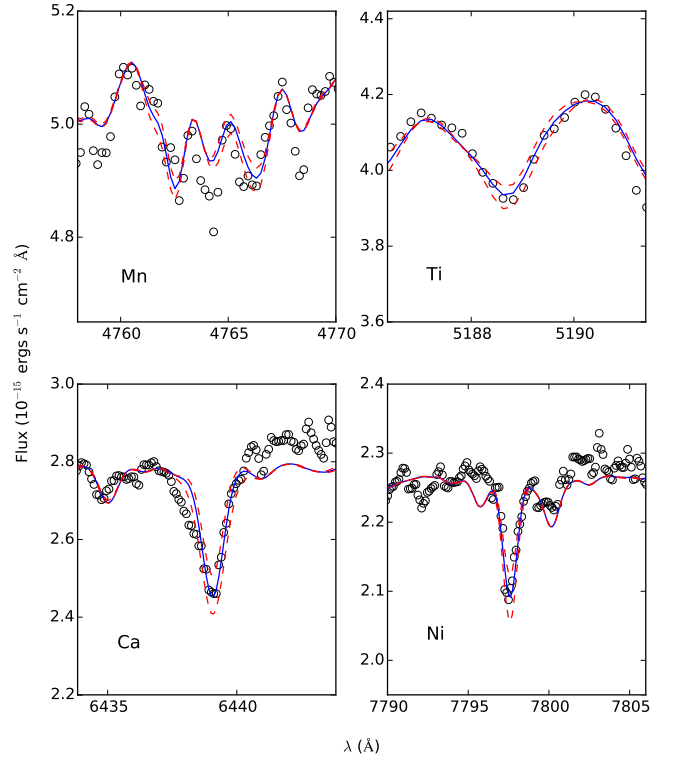 5.2
5.0
4.8
Mn
4760 4765 4770
4.4
4.2
4.0
3.8
3.6
Ti
5188 5190
Flux (10⁻¹⁵ ergs s⁻¹ cm⁻² Å)
3.0
2.8
2.6
2.4
2.2
Ca
6435 6440
2.4
2.3
2.2
2.1
2.0
Ni
7790 7795 7800 7805
λ (Å)